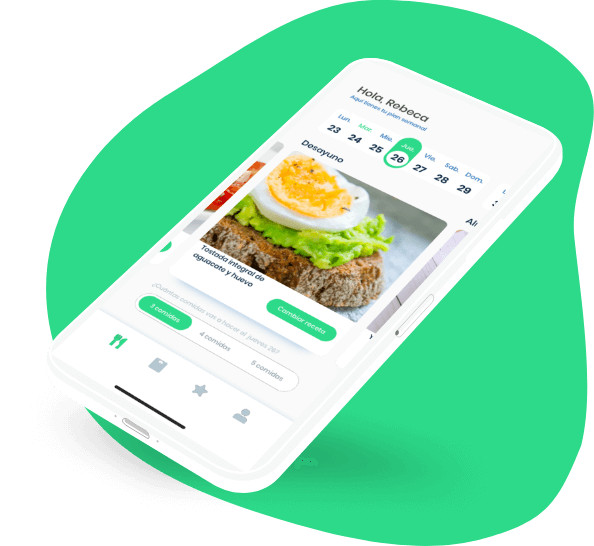 Hola, Rebeca
Aquí tienes tu plan semanal
Lun. Mar. Mie. Jue. Vie. Sab. Dom. L
23 24 25 26 27 28 29
Desayuno
Tostada integral de
aguacate y huevo
Cambiar receta
¿Cuántas comidas vas a hacer el jueves 26?
3 comidas 4 comidas 5 comidas